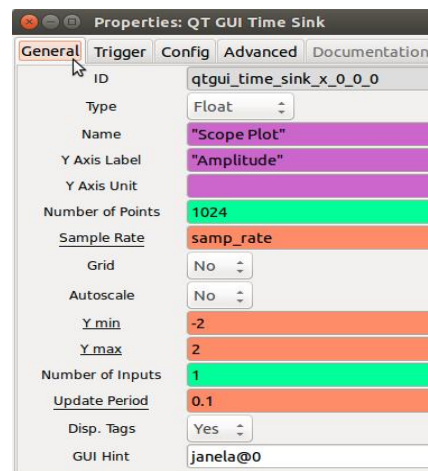 Properties: QT GUI Time Sink
General Trigger Config Advanced Documentation
ID qtgui_time_sink_x_0_0_0
Type Float
Name "Scope Plot"
Y Axis Label "Amplitude"
Y Axis Unit
Number of Points 1024
Sample Rate samp_rate
Grid No
Autoscale No
Y min -2
Y max 2
Number of Inputs 1
Update Period 0.1
Disp. Tags Yes
GUI Hint janela@0